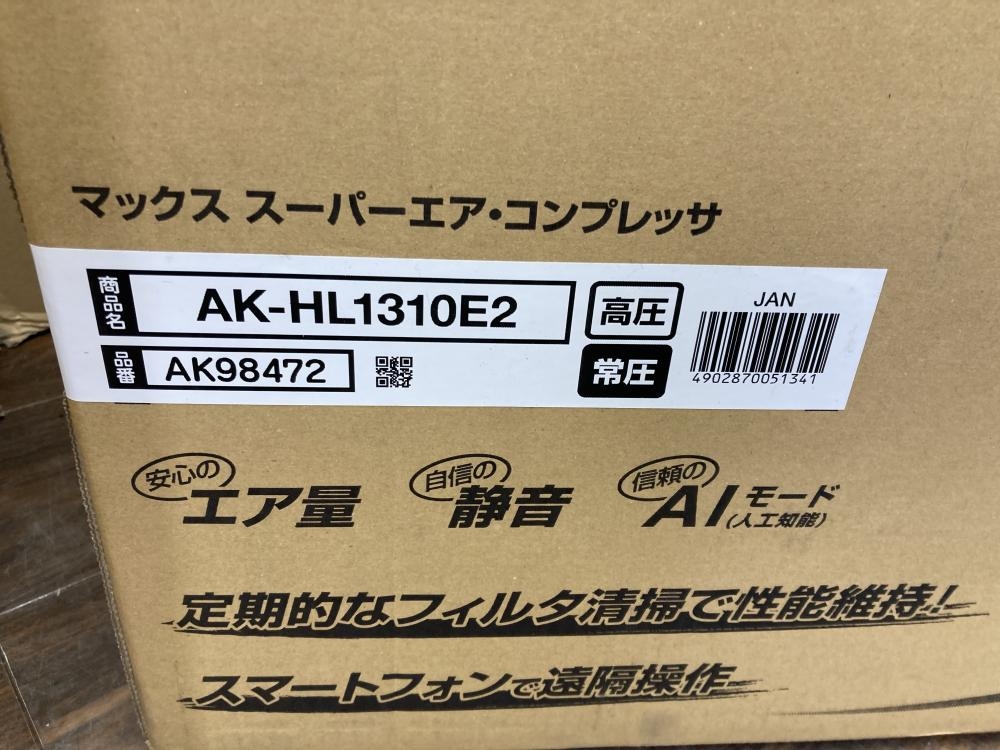 マックス スーパーエア・コンプレッサ
商品名 AK-HL1310E2 高圧 JAN
品番 AK98472 常圧 4902870051341
安心の 自信の 信頼の
エア量 静音 AIモード
(人工知能)
定期的なフィルタ清掃で性能維持!
スマートフォンで遠隔操作